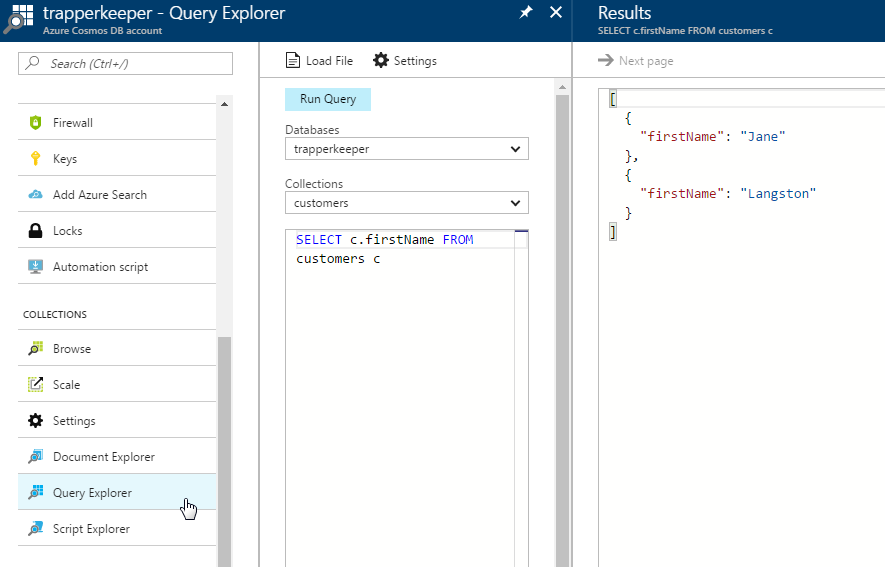 trapperkeeper - Query Explorer
Azure Cosmos DB account
Search (Ctrl+/)
Firewall
Keys
Add Azure Search
Locks
Automation script
COLLECTIONS
Browse
Scale
Settings
Document Explorer
Query Explorer
Script Explorer
Load File
Settings
Run Query
Databases
trapperkeeper
Collections
customers
SELECT c.firstName FROM
customers c
Results
SELECT c.firstName FROM customers c
Next page
[
{
"firstName": "Jane"
},
{
"firstName": "Langston"
}
]